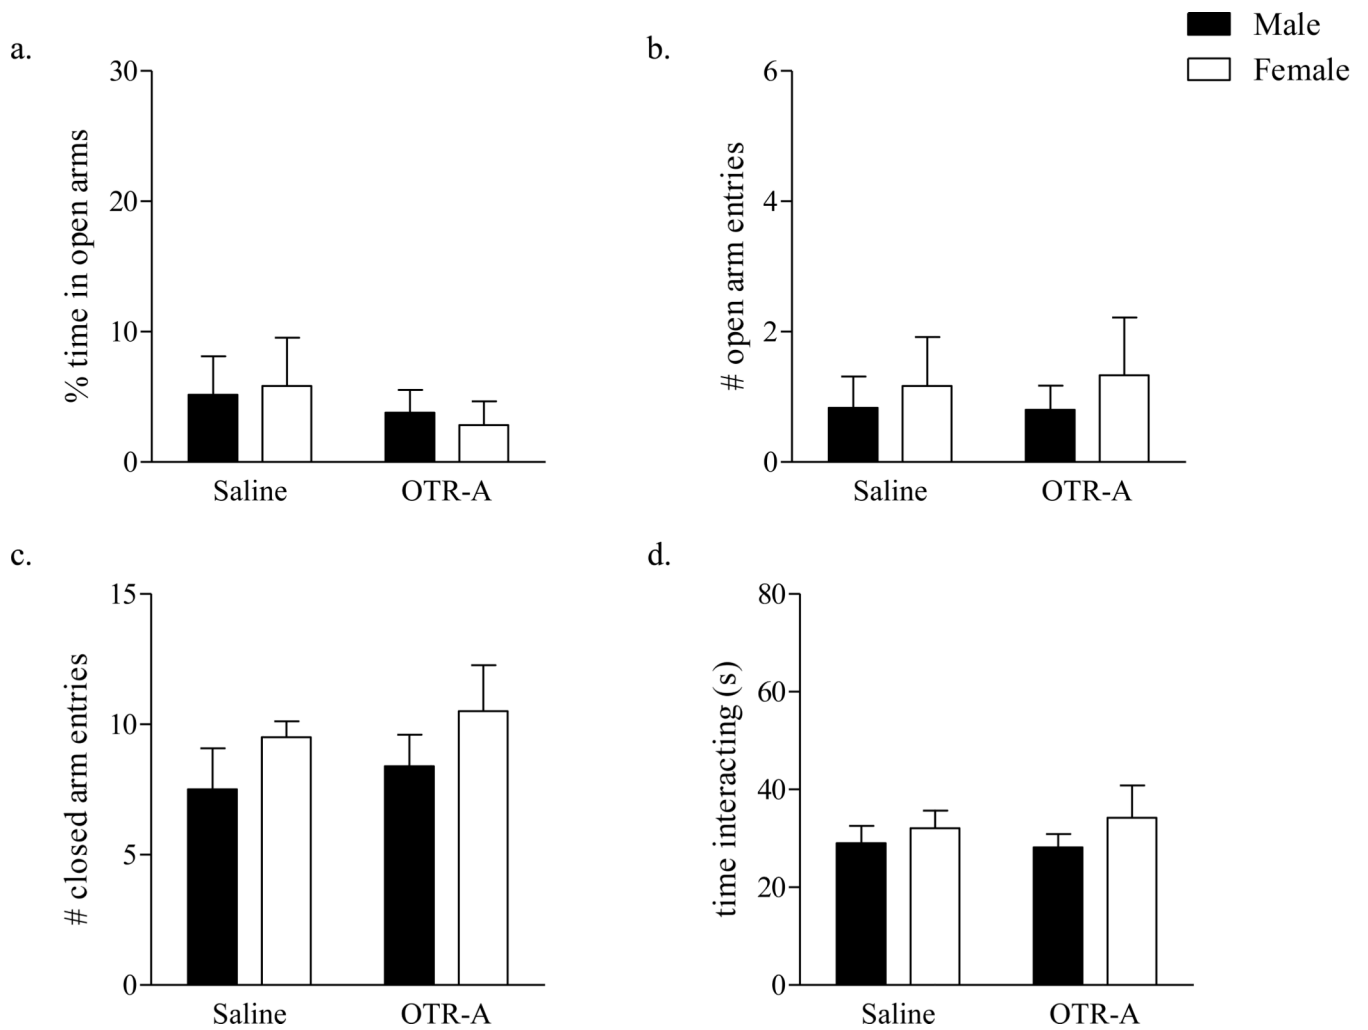 Male
Female
a.
30
20
10
0
% time in open arms
Saline
OTR-A
b.
6
4
2
0
# open arm entries
Saline
OTR-A
c.
15
10
5
0
# closed arm entries
Saline
OTR-A
d.
80
60
40
20
0
time interacting (s)
Saline
OTR-A